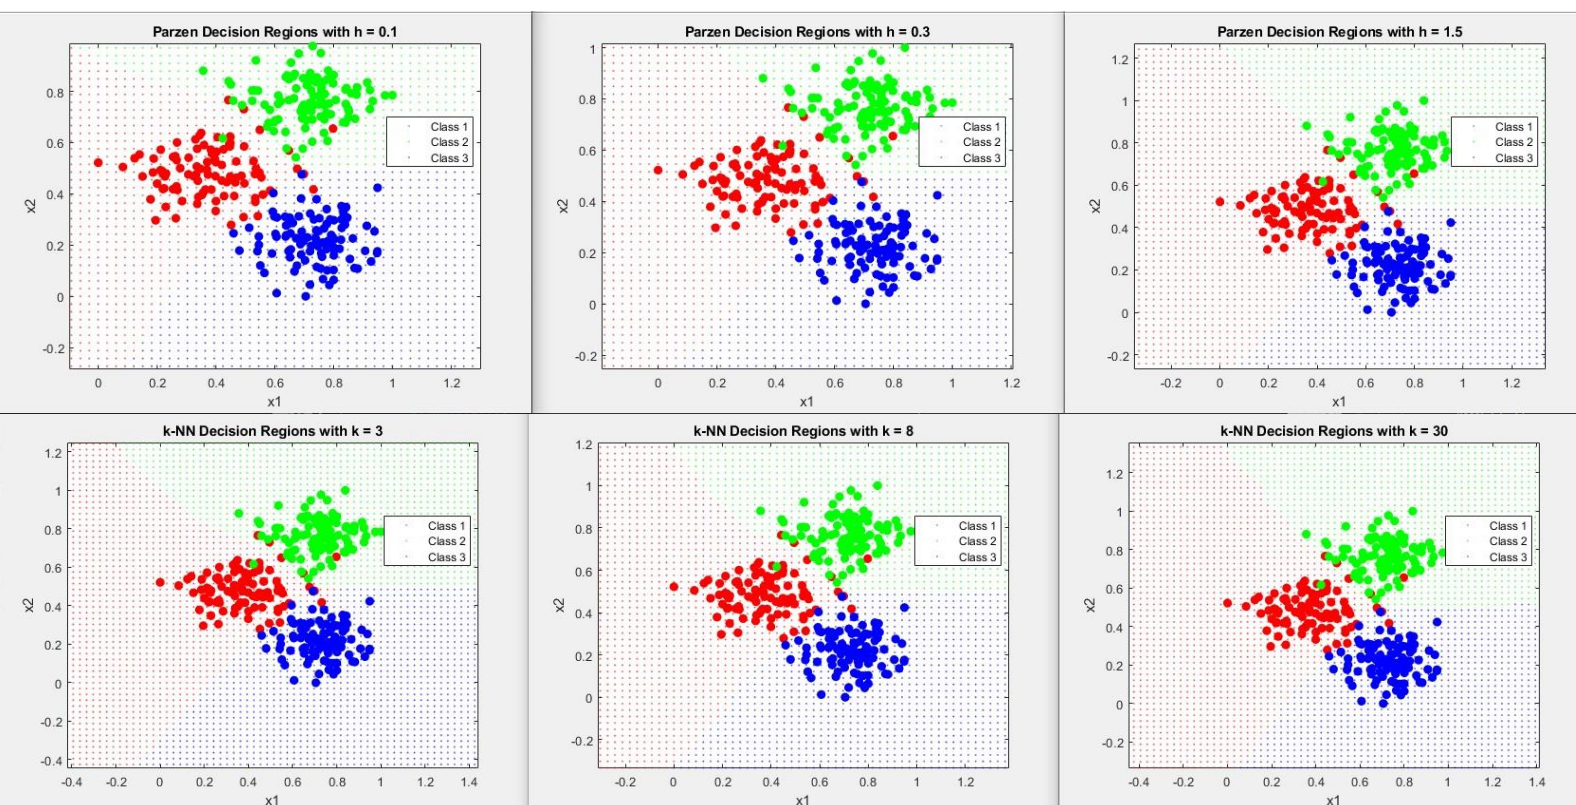 Parzen Decision Regions with h = 0.1
0.8
0.6
0.4
0.2
0
-0.2
x2
0 0.2 0.4 0.6 0.8 1 1.2
x1
Class 1
Class 2
Class 3
Parzen Decision Regions with h = 0.3
1
0.8
0.6
0.4
0.2
0
-0.2
x2
0 0.2 0.4 0.6 0.8 1 1.2
x1
Class 1
Class 2
Class 3
Parzen Decision Regions with h = 1.5
1.2
1
0.8
0.6
0.4
0.2
0
-0.2
x2
-0.2 0 0.2 0.4 0.6 0.8 1 1.2
x1
Class 1
Class 2
Class 3
k-NN Decision Regions with k = 3
1.2
1
0.8
0.6
0.4
0.2
0
-0.2
-0.4
x2
-0.4 -0.2 0 0.2 0.4 0.6 0.8 1 1.2 1.4
x1
Class 1
Class 2
Class 3
k-NN Decision Regions with k = 8
1.2
1
0.8
0.6
0.4
0.2
0
-0.2
x2
-0.2 0 0.2 0.4 0.6 0.8 1 1.2
x1
Class 1
Class 2
Class 3
k-NN Decision Regions with k = 30
1.2
1
0.8
0.6
0.4
0.2
0
-0.2
x2
-0.4 -0.2 0 0.2 0.4 0.6 0.8 1 1.2 1.4
x1
Class 1
Class 2
Class 3